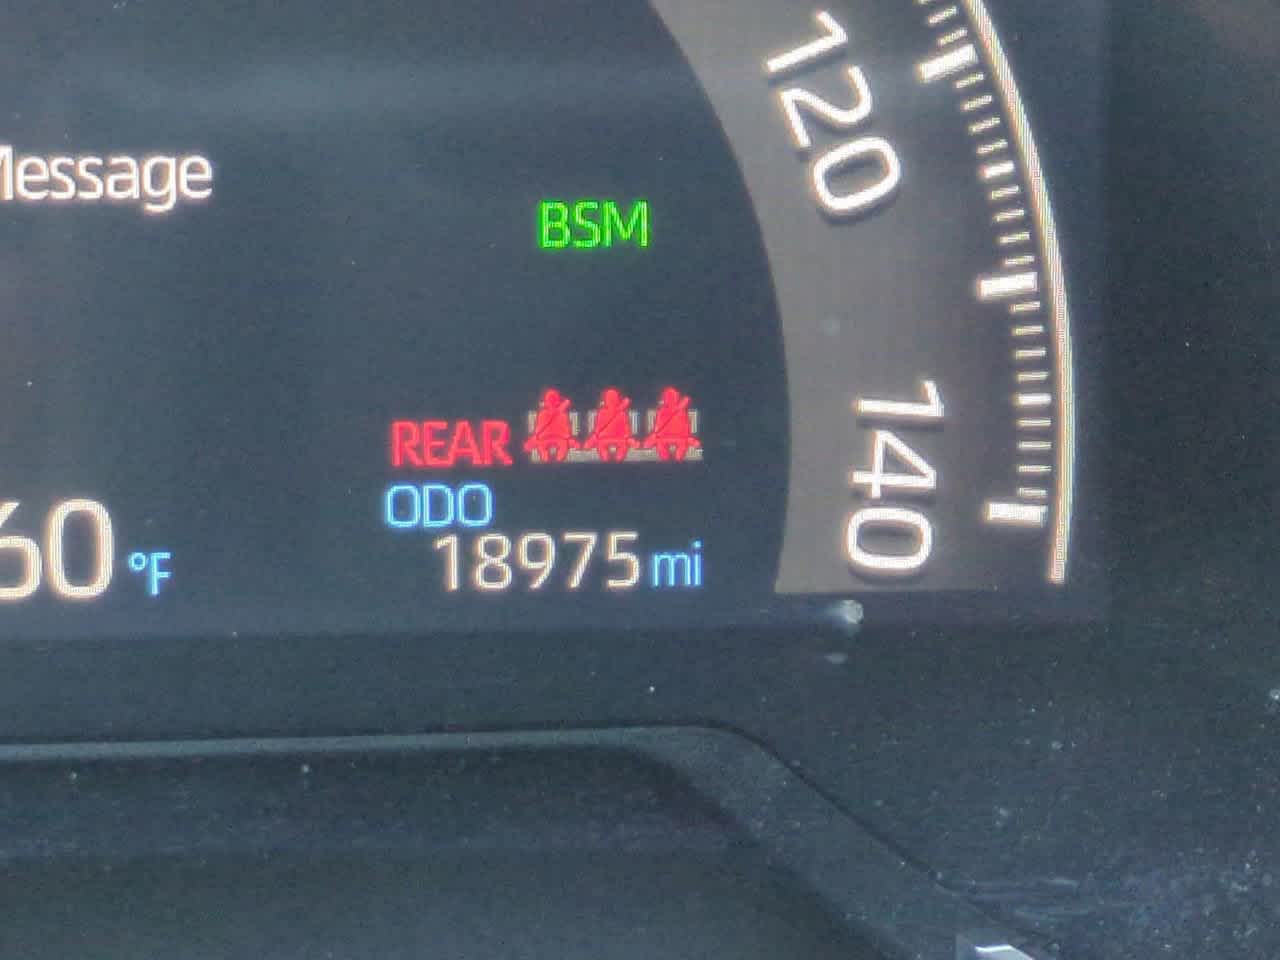 120
Message
BSM
140
REAR
ODO
60 °F
18975 mi